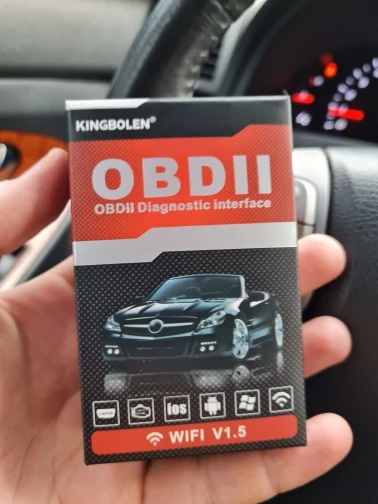 KINGBOLEN®
OBDII
OBDii Diagnostic interface
ios
WIFI V1.5